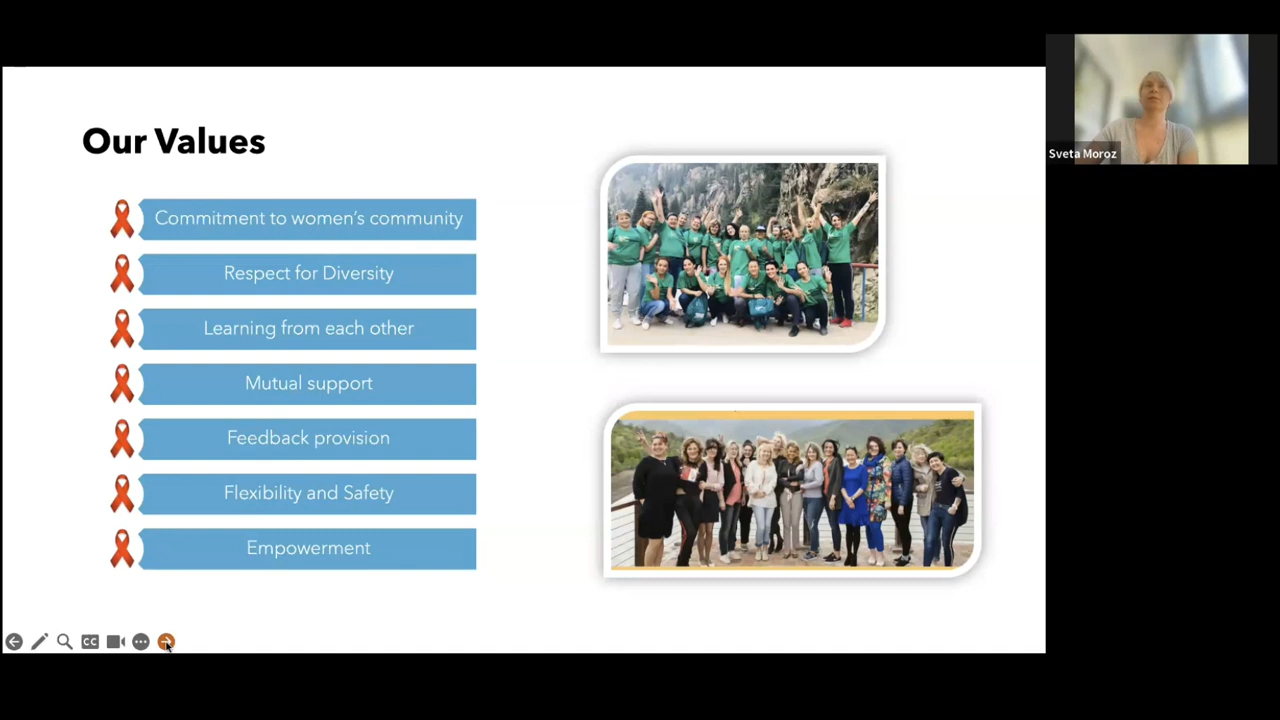 Our Values
Commitment to women's community
Respect for Diversity
Learning from each other
Mutual support
Feedback provision
Flexibility and Safety
Empowerment
CC
Sveta Moroz